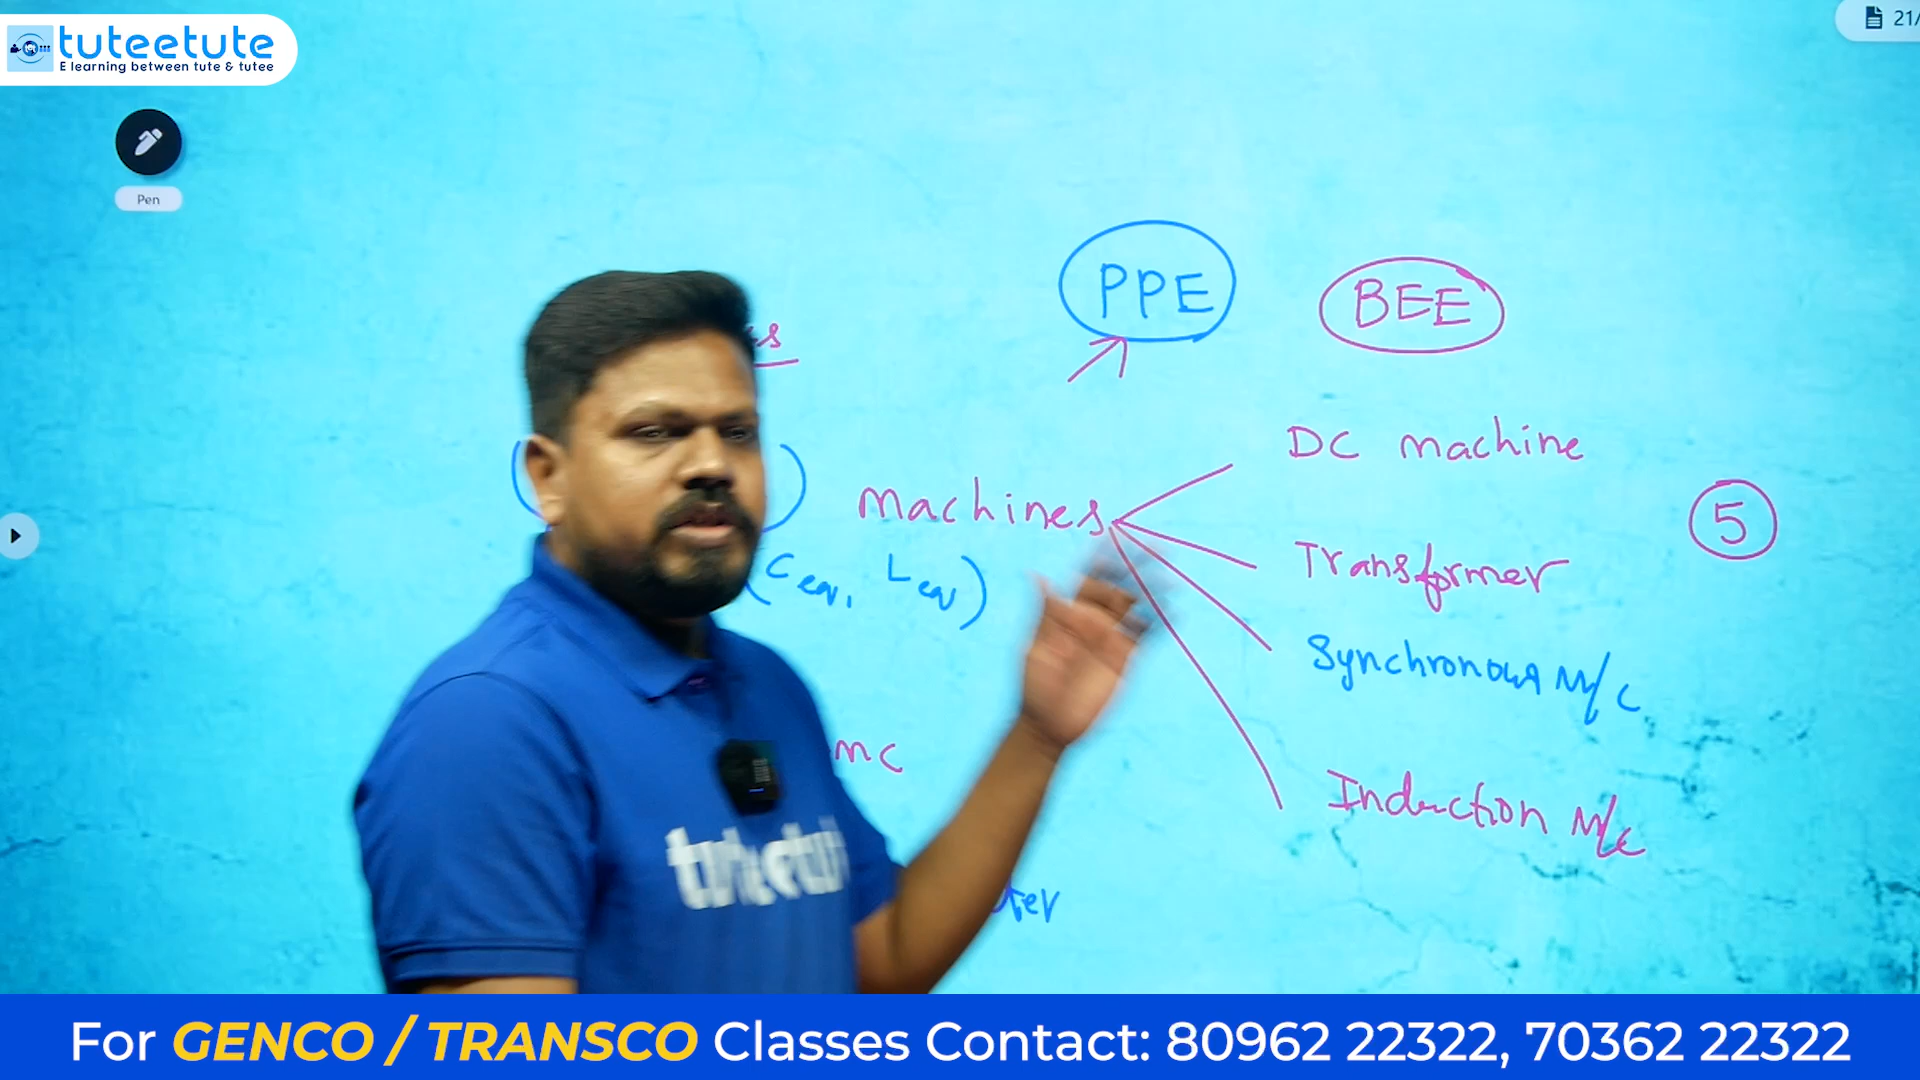 tuteetute
E learning between tute & tutee
21/
Pen
PPE
BEE
DC machine
machines
5
Transformer
(Ceq, Leq)
Synchronous M/C
mc
Induction M/C
For GENCO / TRANSCO Classes Contact: 80962 22322, 70362 22322